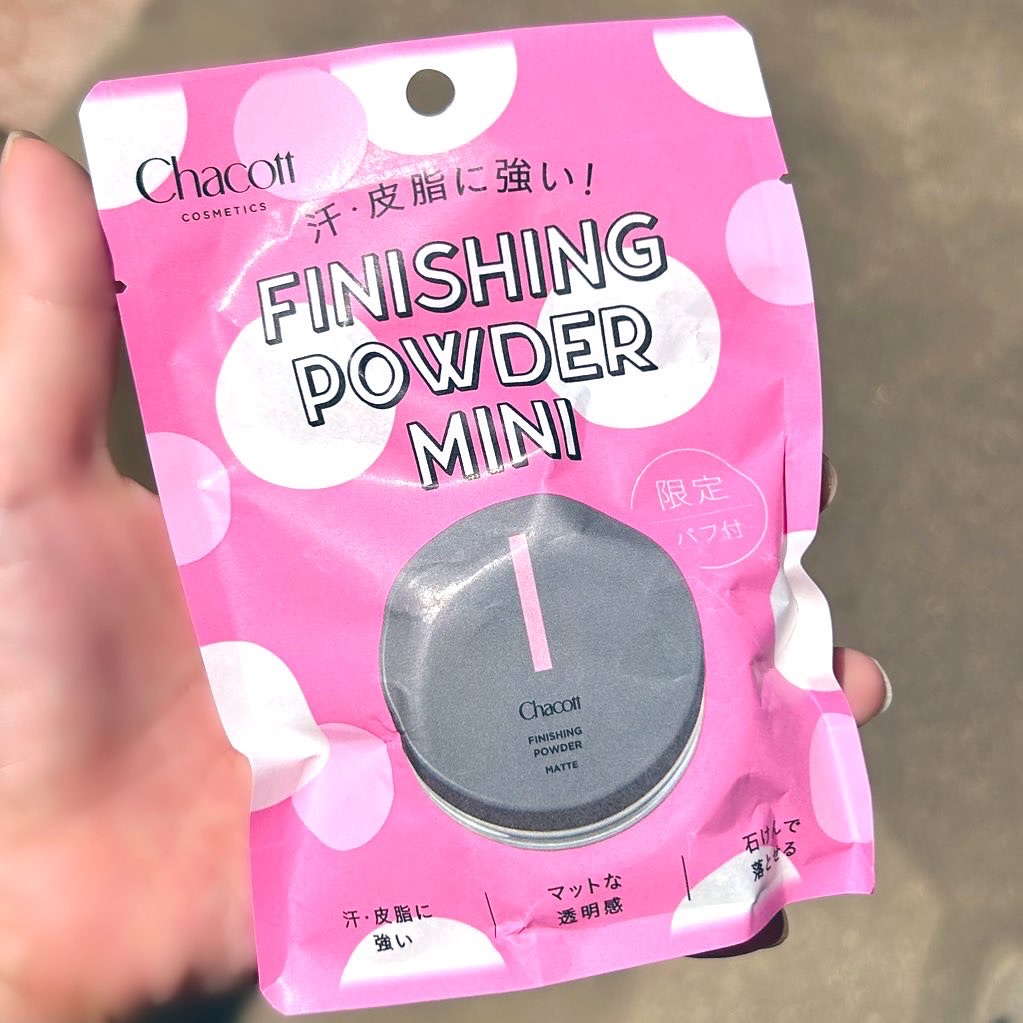 Chacott
COSMETICS
汗・皮脂に強い!
FINISHING
POWDER
MINI
限定
パフ付
Chacott
FINISHING
POWDER
MATTE
汗・皮脂に
強い
マットな
透明感
石けんで
落とせる